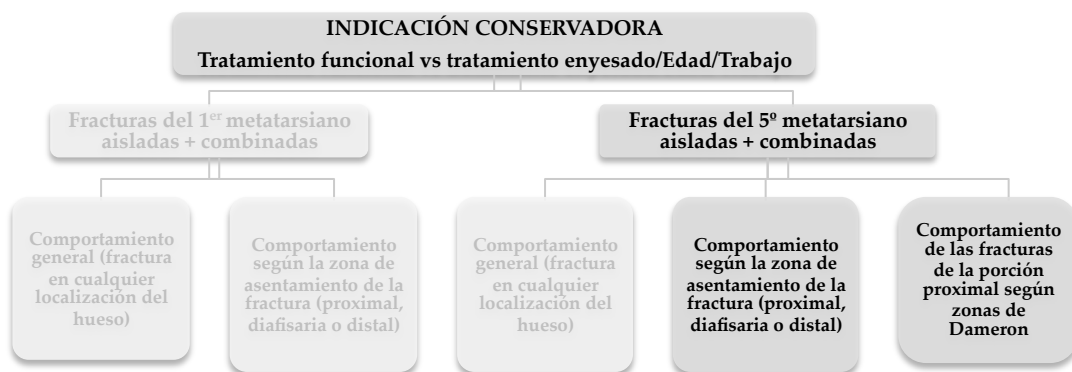 INDICACIÓN CONSERVADORA
Tratamiento funcional vs tratamiento enyesado/Edad/Trabajo
Fracturas del 1er metatarsiano
aisladas + combinadas
Fracturas del 5º metatarsiano
aisladas + combinadas
Comportamiento
general (fractura
en cualquier
localización del
hueso)
Comportamiento
según la zona de
asentamiento de la
fractura (proximal,
diafisaria o distal)
Comportamiento
general (fractura
en cualquier
localización del
hueso)
Comportamiento
según la zona de
asentamiento de la
fractura (proximal,
diafisaria o distal)
Comportamiento
de las fracturas
de la porción
proximal según
zonas de
Dameron